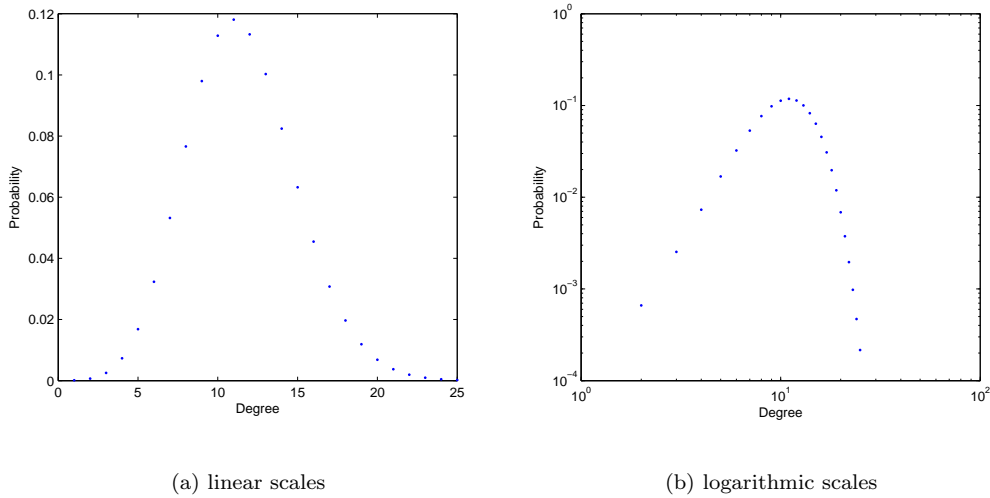 0.12
0.1
0.08
0.06
0.04
0.02
0
0 5 10 15 20 25
Probability
Degree
(a) linear scales
10^0
10^-1
10^-2
10^-3
10^-4
10^0 10^1 10^2
Probability
Degree
(b) logarithmic scales